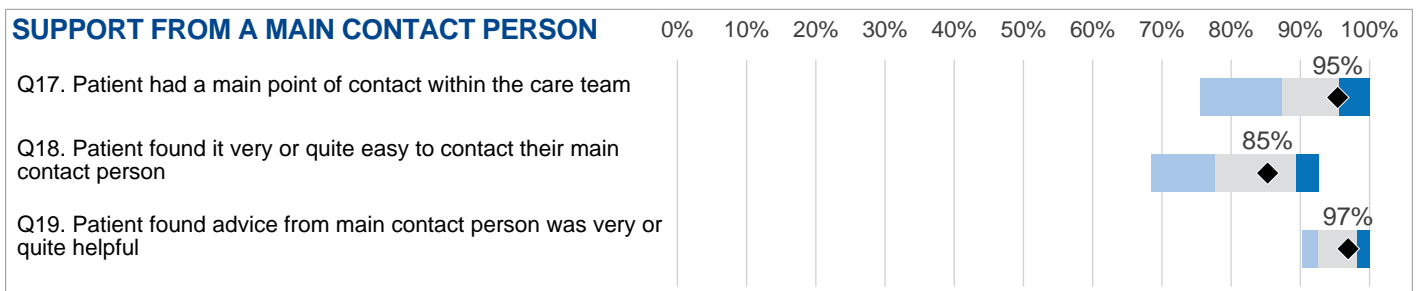 SUPPORT FROM A MAIN CONTACT PERSON 0% 10% 20% 30% 40% 50% 60% 70% 80% 90% 100%
Q17. Patient had a main point of contact within the care team 95%
Q18. Patient found it very or quite easy to contact their main
contact person
85%
Q19. Patient found advice from main contact person was very or
quite helpful
97%